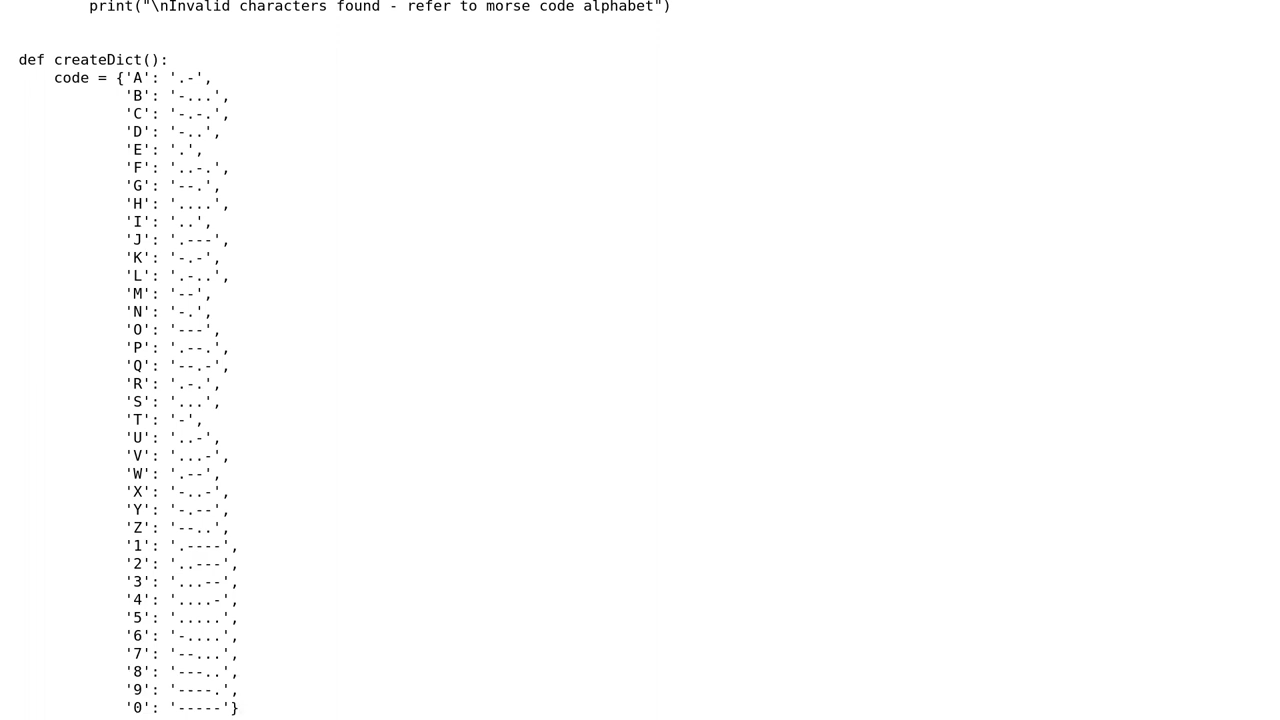 print("\nInvalid characters found - refer to morse code alphabet")
def createDict():
    code = {'A': '.-',
            'B': '-...',
            'C': '-.-.',
            'D': '-..',
            'E': '.',
            'F': '..-.',
            'G': '--.',
            'H': '....',
            'I': '..',
            'J': '.---',
            'K': '-.-',
            'L': '.-..',
            'M': '--',
            'N': '-.',
            'O': '---',
            'P': '.--.',
            'Q': '--.-',
            'R': '.-.',
            'S': '...',
            'T': '-',
            'U': '..-',
            'V': '...-',
            'W': '.--',
            'X': '-..-',
            'Y': '-.--',
            'Z': '--..',
            '1': '.----',
            '2': '..---',
            '3': '...--',
            '4': '....-',
            '5': '.....',
            '6': '-....',
            '7': '--...',
            '8': '---..',
            '9': '----.',
            '0': '-----'}